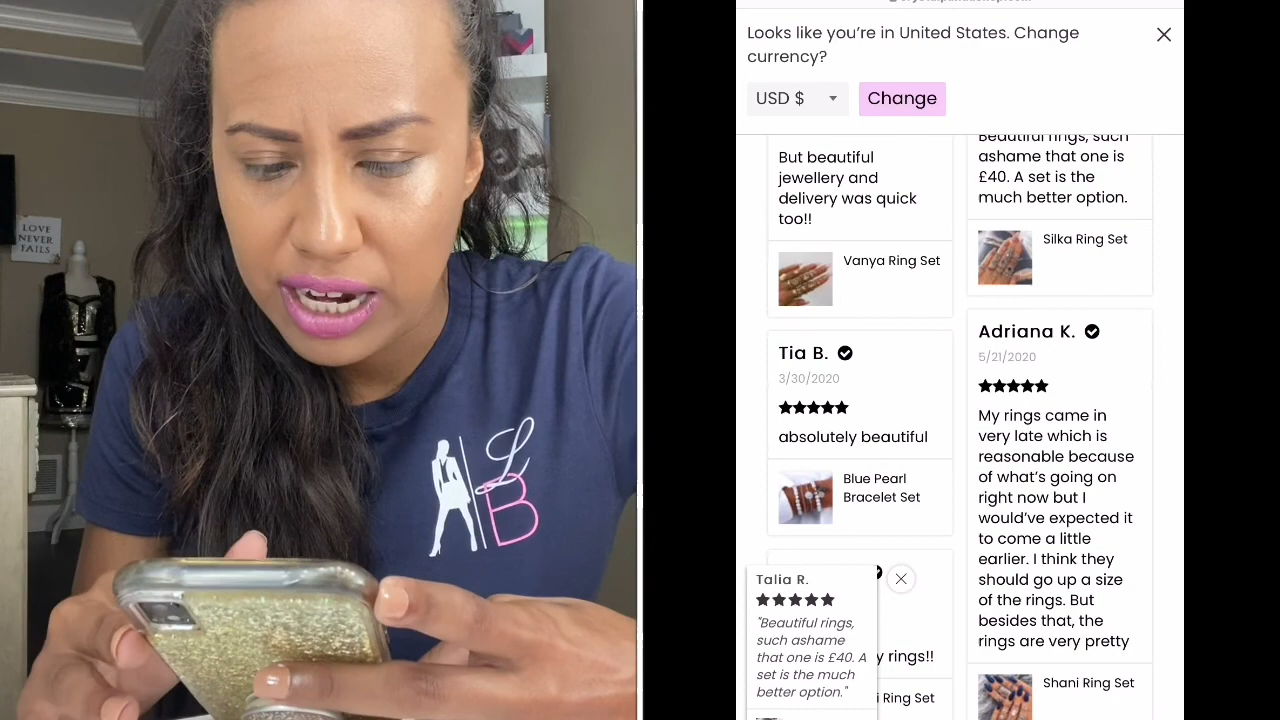 LOVE
NEVER
FAILS
LB
Looks like you're in United States. Change
currency?
USD $
Change
But beautiful
jewellery and
delivery was quick
too!!
Vanya Ring Set
Tia B.
3/30/2020
absolutely beautiful
Blue Pearl
Bracelet Set
Talia R.
"Beautiful rings,
such ashame
that one is £40. A
set is the much
better option."
y rings!!
i Ring Set
Beautiful rings, such
ashame that one is
£40. A set is the
much better option.
Silka Ring Set
Adriana K.
5/21/2020
My rings came in
very late which is
reasonable because
of what's going on
right now but I
would've expected it
to come a little
earlier. I think they
should go up a size
of the rings. But
besides that, the
rings are very pretty
Shani Ring Set